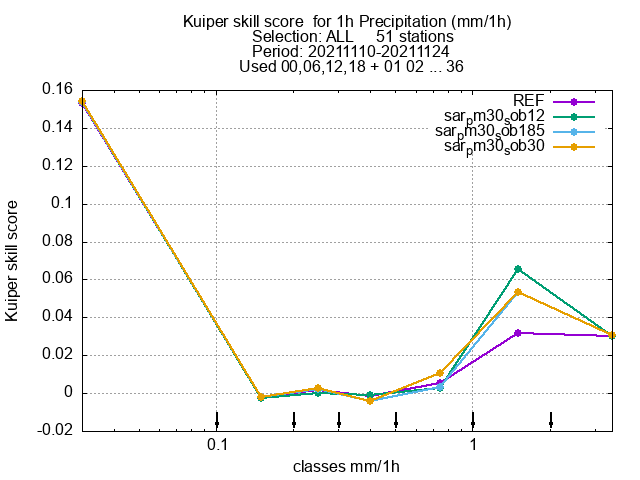 Kuiper skill score  for 1h Precipitation (mm/1h)
Selection: ALL     51 stations
Period: 20211110-20211124
Used 00,06,12,18 + 01 02 ... 36
REF
sar_pm30_sob12
sar_pm30_sob185
sar_pm30_sob30
0.16
0.14
0.12
0.1
0.08
0.06
0.04
0.02
0
-0.02
Kuiper skill score
0.1
1
classes mm/1h